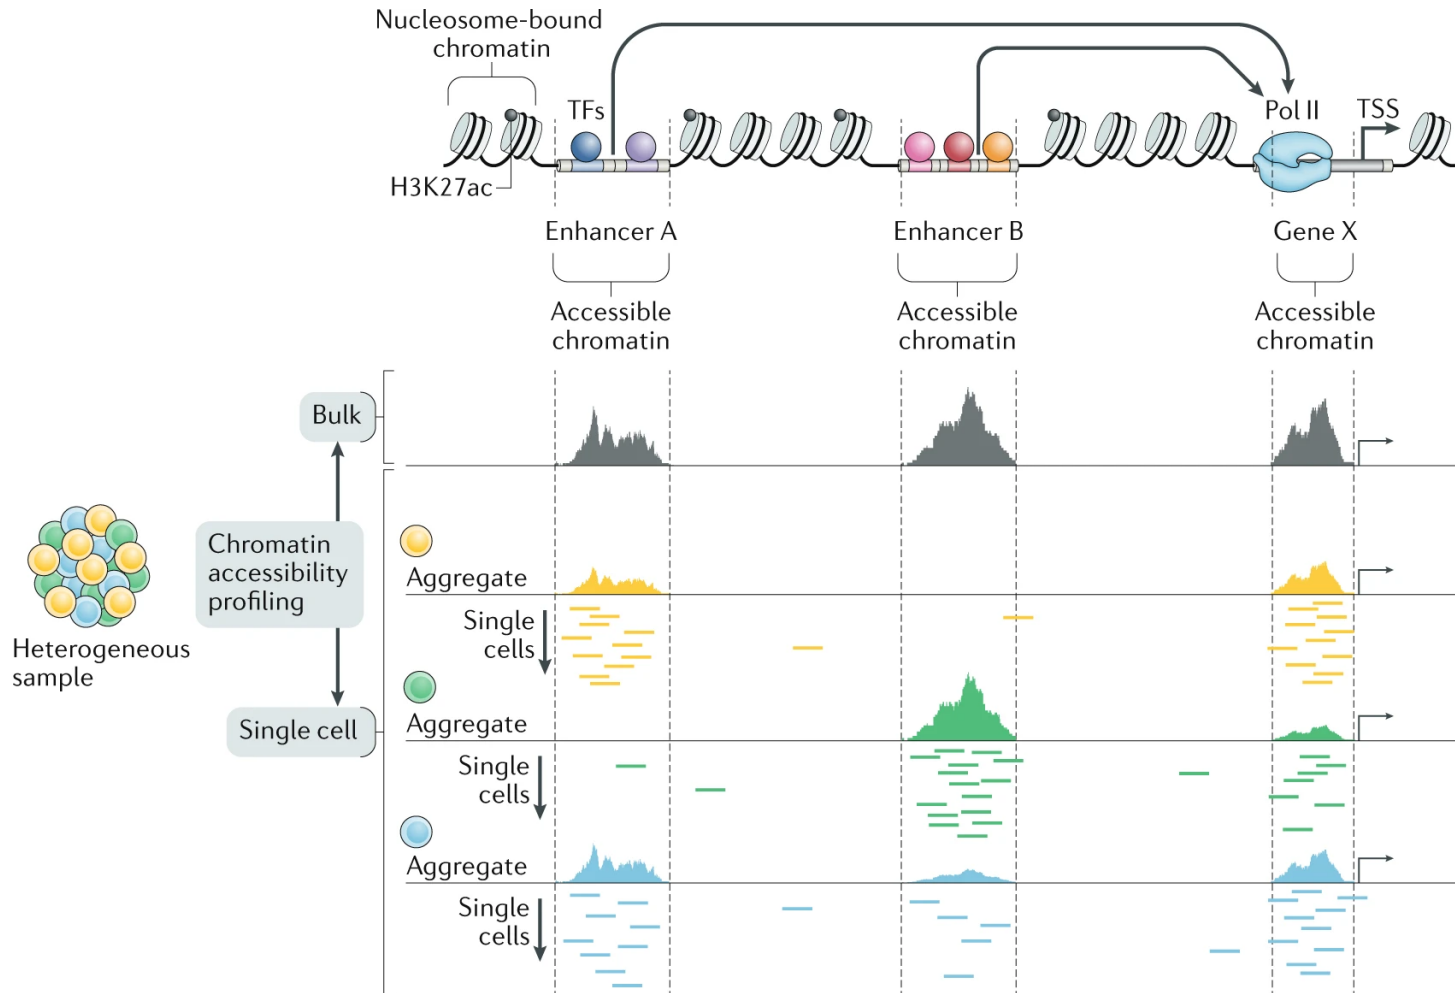 Nucleosome-bound
chromatin
TFs
Pol II
TSS
H3K27ac
Enhancer A
Enhancer B
Gene X
Accessible
chromatin
Accessible
chromatin
Accessible
chromatin
Bulk
Chromatin
accessibility
profiling
Heterogeneous
sample
Single cell
Aggregate
Single
cells
Aggregate
Single
cells
Aggregate
Single
cells